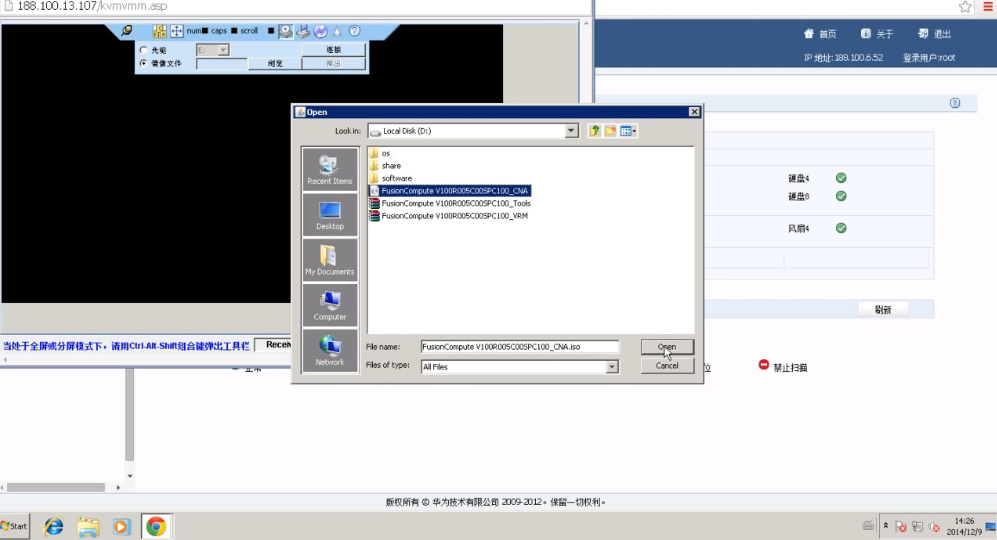 188.100.13.107/kvmvmm.asp
num caps scroll
首页 关于 退出
光驱 连接
镜像文件 浏览 弹出
IP 地址:188.100.6.52 登录用户:root
Open
Look in: Local Disk (D:)
os
share
software
FusionCompute V100R005C00SPC100_CNA
FusionCompute V100R005C00SPC100_Tools
FusionCompute V100R005C00SPC100_VRM
Recent Items
Desktop
My Documents
Computer
Network
硬盘4
硬盘8
风扇4
刷新
File name: FusionCompute V100R005C00SPC100_CNA.iso Open
Files of type: All Files Cancel
当处于全屏或分屏模式下，请用Ctrl-Alt-Shift组合键弹出工具栏 Receiv
正常 位 禁止扫描
版权所有 © 华为技术有限公司 2009-2012。保留一切权利。
Start
14:26
2014/12/9